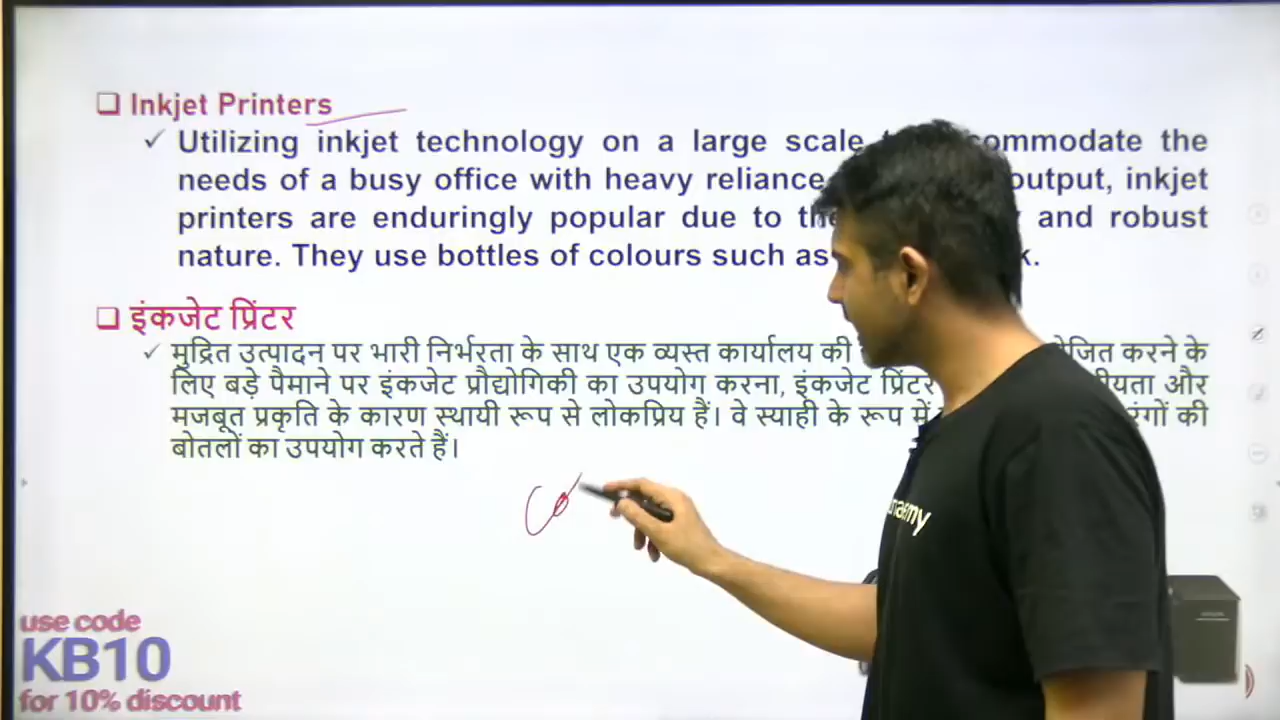 Inkjet Printers
Utilizing inkjet technology on a large scale commodate the
needs of a busy office with heavy reliance output, inkjet
printers are enduringly popular due to and robust
nature. They use bottles of colours such as
इंकजेट प्रिंटर
मुद्रित उत्पादन पर भारी निर्भरता के साथ एक व्यस्त कार्यालय की करने के
लिए बड़े पैमाने पर इंकजेट प्रौद्योगिकी का उपयोग करना, इंकजेट प्रिंटर और
मजबूत प्रकृति के कारण स्थायी रूप से लोकप्रिय हैं। वे स्याही के रूप में रंगों की
बोतलों का उपयोग करते हैं।
use code
KB10
for 10% discount